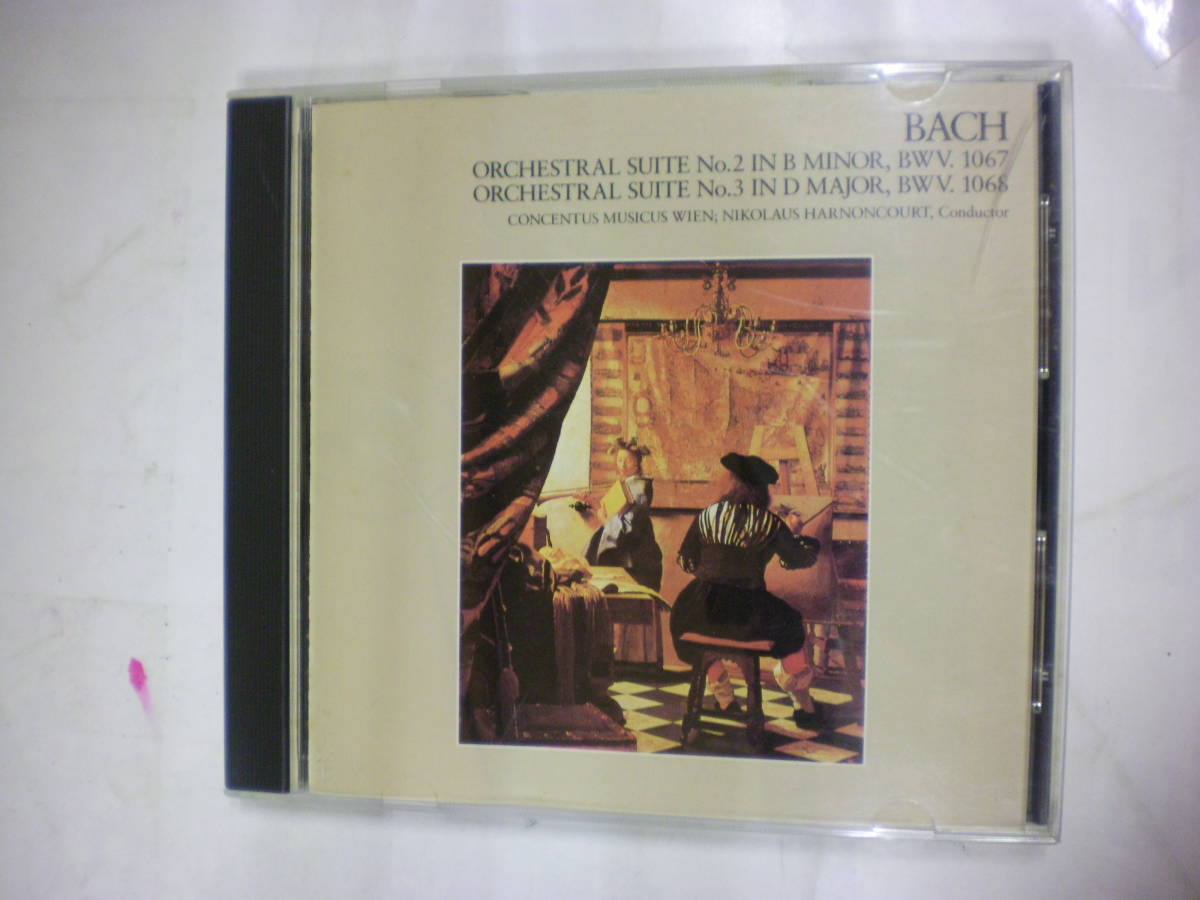 BACH
ORCHESTRAL SUITE No.2 IN B MINOR, BWV. 1067
ORCHESTRAL SUITE No.3 IN D MAJOR, BWV. 1068
CONCENTUS MUSICUS WIEN; NIKOLAUS HARNONCOURT, Conductor